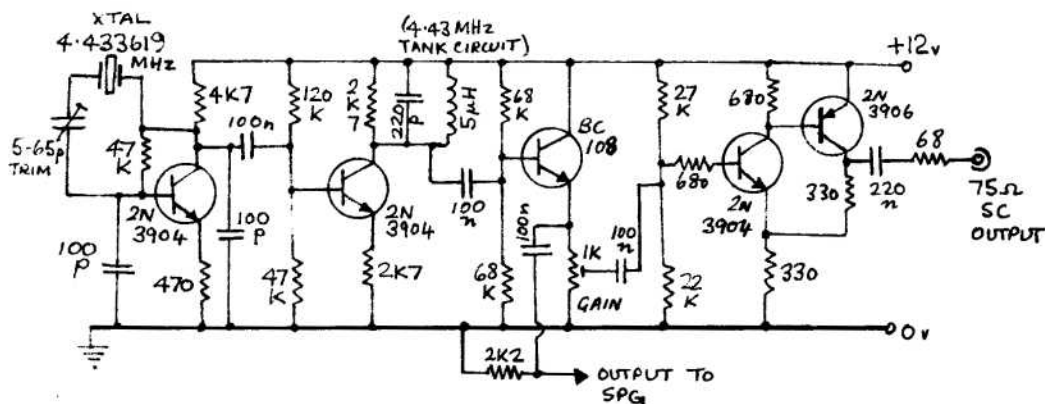 XTAL
4.433619
MHz
(4.43 MHz
TANK CIRCUIT)
+12v
5-65p
TRIM
47
K
4K7
100n
120
K
2
K
7
220
p
5µH
68
K
BC
108
27
K
680
2N
3906
68
75Ω
SC
OUTPUT
220
n
330
680
2N
3904
330
2N
3904
100
p
100
p
470
47
K
2N
3904
2K7
100
n
68
K
100n
1K
GAIN
100
n
22
K
0v
2K2
OUTPUT TO
SPG